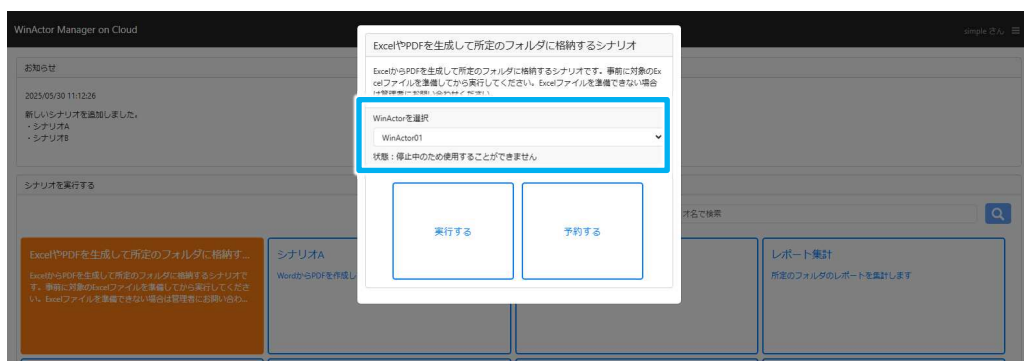 WinActor Manager on Cloud
simple さん
ExcelやPDFを生成して所定のフォルダに格納するシナリオ
ExcelからPDFを生成して所定のフォルダに格納するシナリオです。事前に対象のEx
celファイルを準備してから実行してください。Excelファイルを準備できない場合
は管理者にお問い合わせください。
WinActorを選択
WinActor01
状態：停止中のため使用することができません
実行する
予約する
お知らせ
2025/05/30 11:12:26
新しいシナリオを追加しました。
・シナリオA
・シナリオB
シナリオを実行する
オ名で検索
ExcelやPDFを生成して所定のフォルダに格納す...
ExcelからPDFを生成して所定のフォルダに格納するシナリオで
す。事前に対象のExcelファイルを準備してから実行してくださ
い。Excelファイルを準備できない場合は管理者にお問い合わ...
シナリオA
WordからPDFを作成し
レポート集計
所定のフォルダのレポートを集計します